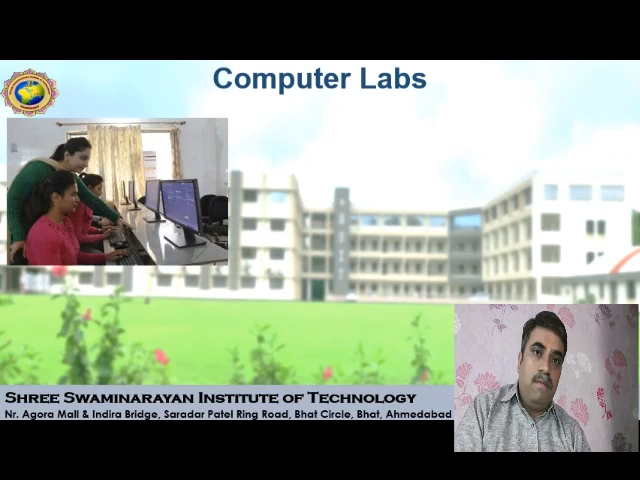 Computer Labs
SHREE SWAMINARAYAN INSTITUTE OF TECHNOLOGY
Nr. Agora Mall & Indira Bridge, Saradar Patel Ring Road, Bhat Circle, Bhat, Ahmedabad